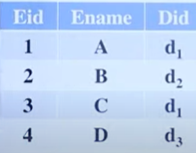 Eid Ename Did
1 A d₁
2 B d₂
3 C d₁
4 D d₃